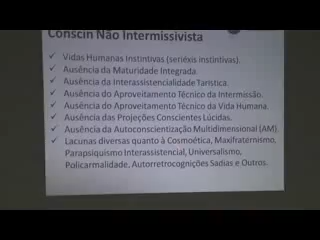 Conscin Não Intermissivista
✓ Vidas Humanas Instintivas (seriéxis instintivas).
✓ Ausência da Maturidade Integrada.
✓ Ausência da Interassistencialidade Tarística.
✓ Ausência do Aproveitamento Técnico da Intermissão.
✓ Ausência do Aproveitamento Técnico da Vida Humana.
✓ Ausência das Projeções Conscientes Lúcidas.
✓ Ausência da Autoconscientização Multidimensional (AM).
✓ Lacunas diversas quanto à Cosmoética, Maxifraternismo,
Parapsiquismo Interassistencial, Universalismo,
Policarmalidade, Autorretrocognições Sadias e Outros.